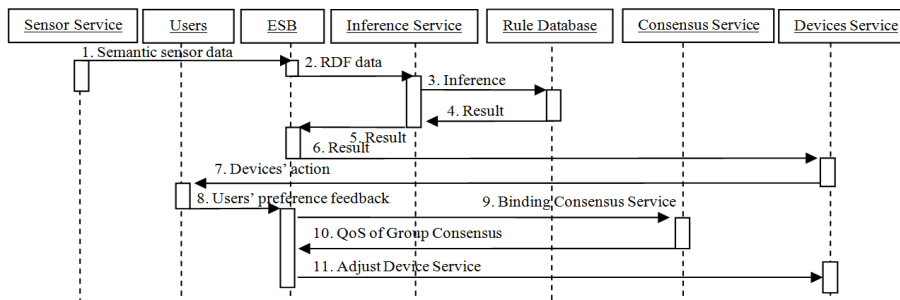 Sensor Service
Users
ESB
Inference Service
Rule Database
Consensus Service
Devices Service
1. Semantic sensor data
2. RDF data
3. Inference
4. Result
5. Result
6. Result
7. Devices’ action
8. Users’ preference feedback
9. Binding Consensus Service
10. QoS of Group Consensus
11. Adjust Device Service